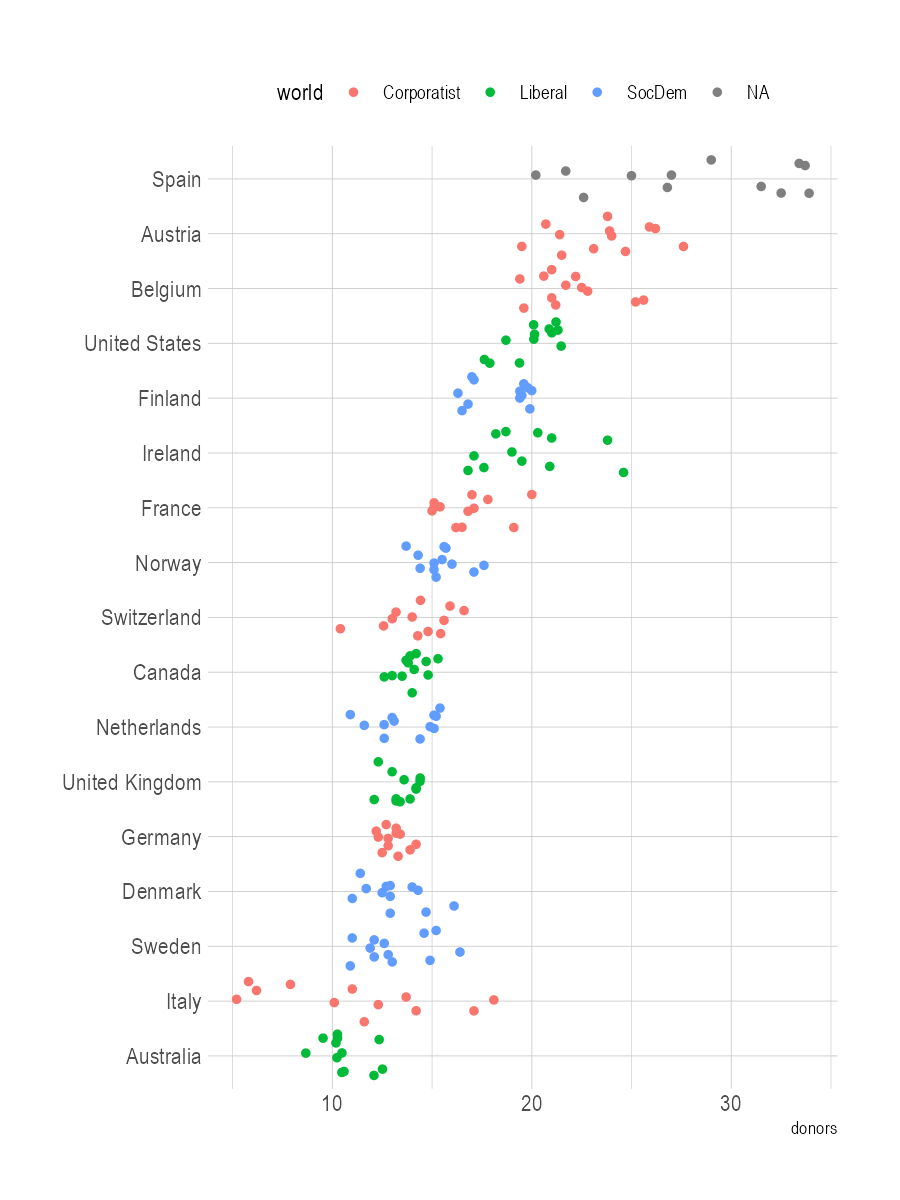 world Corporatist Liberal SocDem NA
Spain
Austria
Belgium
United States
Finland
Ireland
France
Norway
Switzerland
Canada
Netherlands
United Kingdom
Germany
Denmark
Sweden
Italy
Australia
10 20 30
donors